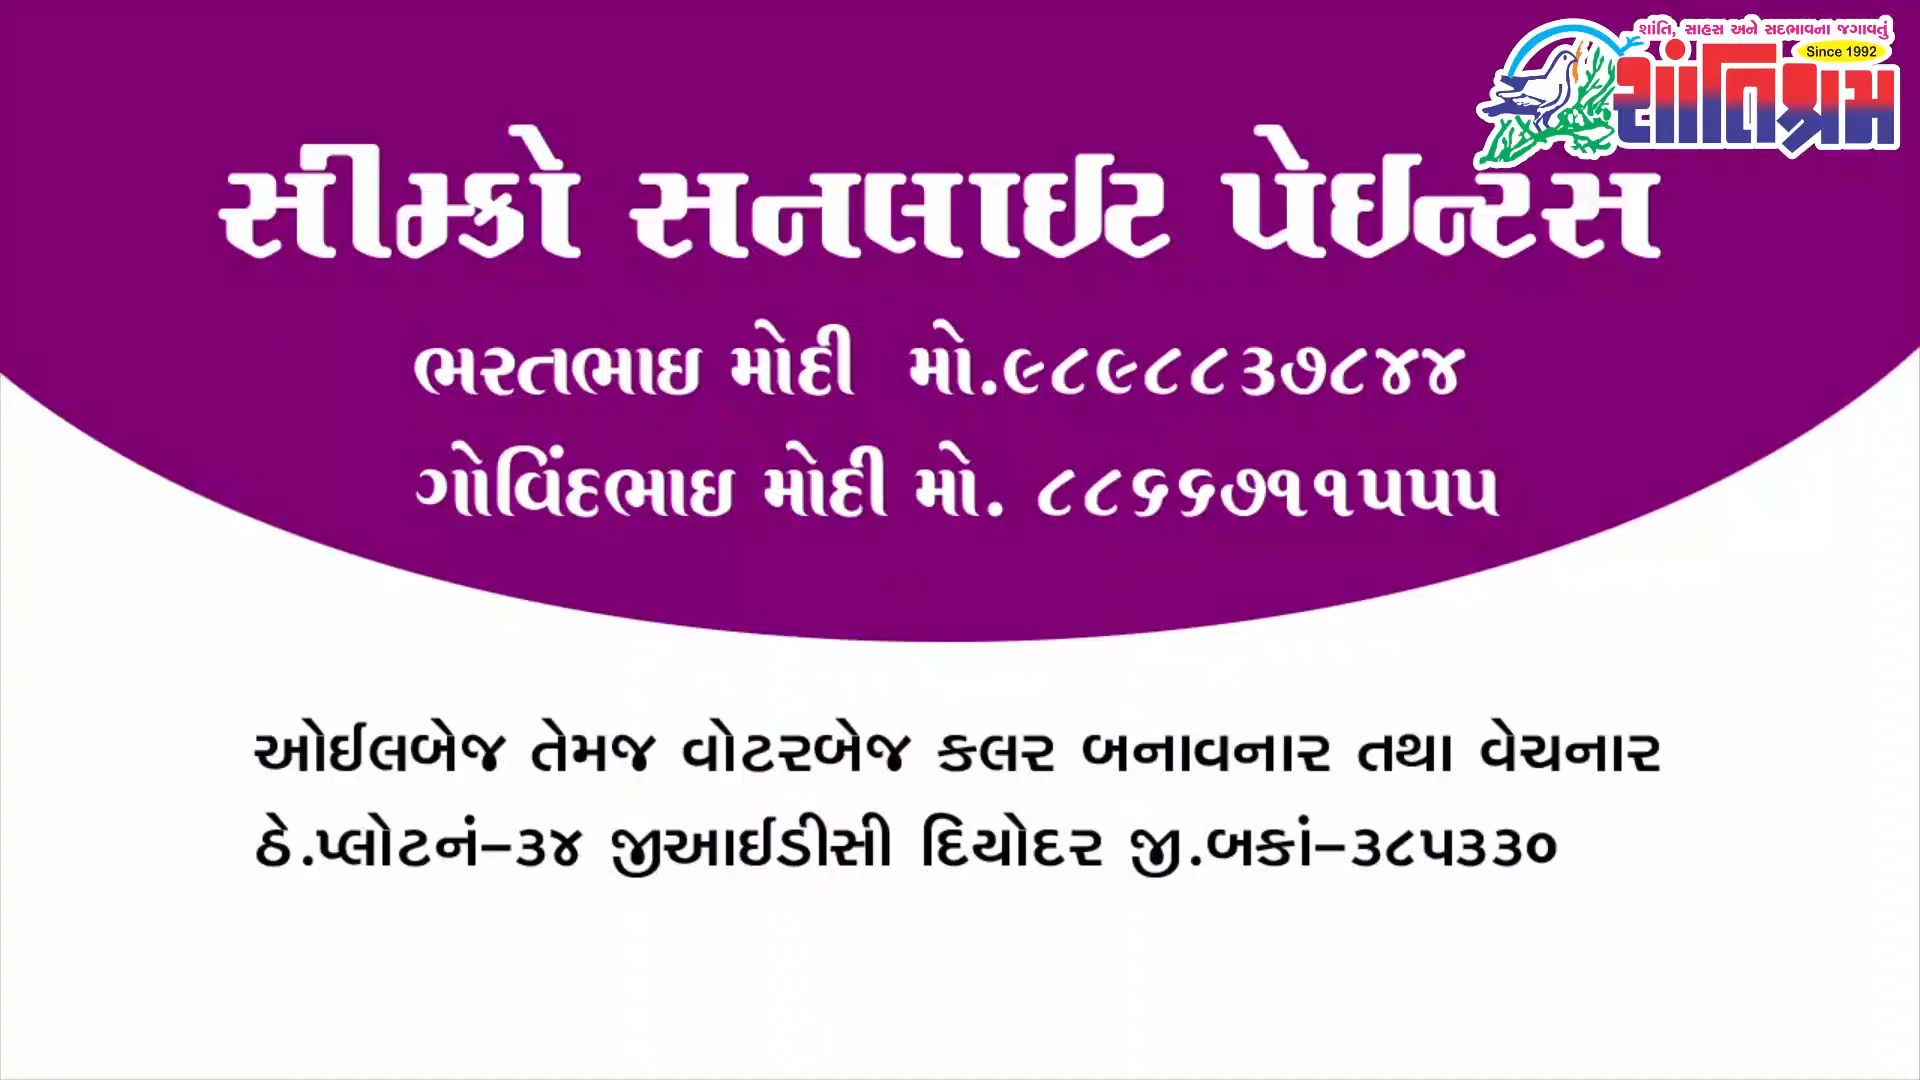 શાંતિ, સાહસ અને સદભાવના જગાવતું
Since 1992
શાંતિશ્રમ
સીમ્કો સનલાઈટ પેઈન્ટસ
ભરતભાઇ મોદી મો.૯૮૯૮૮૩૭૮૪૪
ગોવિંદભાઇ મોદી મો. ૮૮૬૬૭૧૧૫૫૫
ઓઈલબેજ તેમજ વોટરબેજ કલર બનાવનાર તથા વેચનાર
ઠે.પ્લોટનં-૩૪ જીઆઈડીસી દિયોદર જી.બકાં-૩૮૫૩૩૦